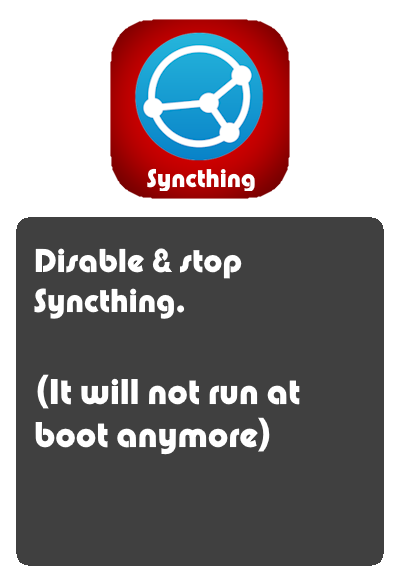 Syncthing
Disable & stop
Syncthing.
(It will not run at
boot anymore)